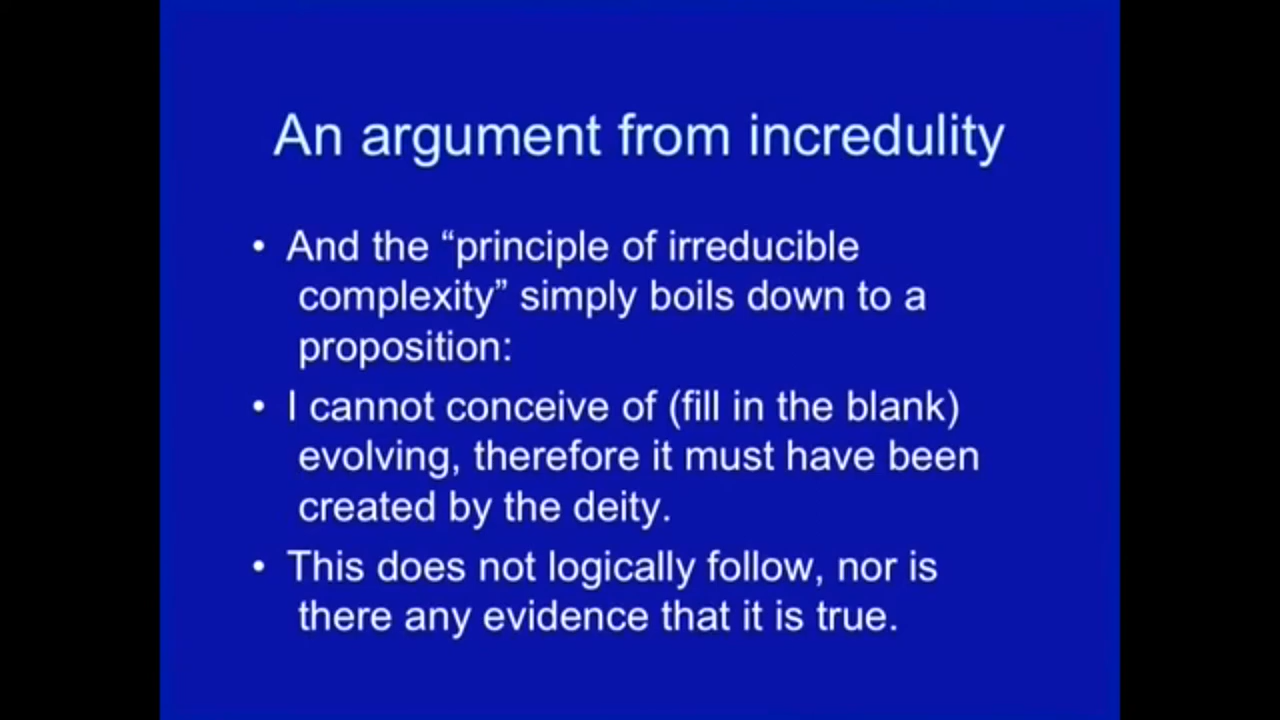 An argument from incredulity
• And the “principle of irreducible
complexity” simply boils down to a
proposition:
• I cannot conceive of (fill in the blank)
evolving, therefore it must have been
created by the deity.
• This does not logically follow, nor is
there any evidence that it is true.